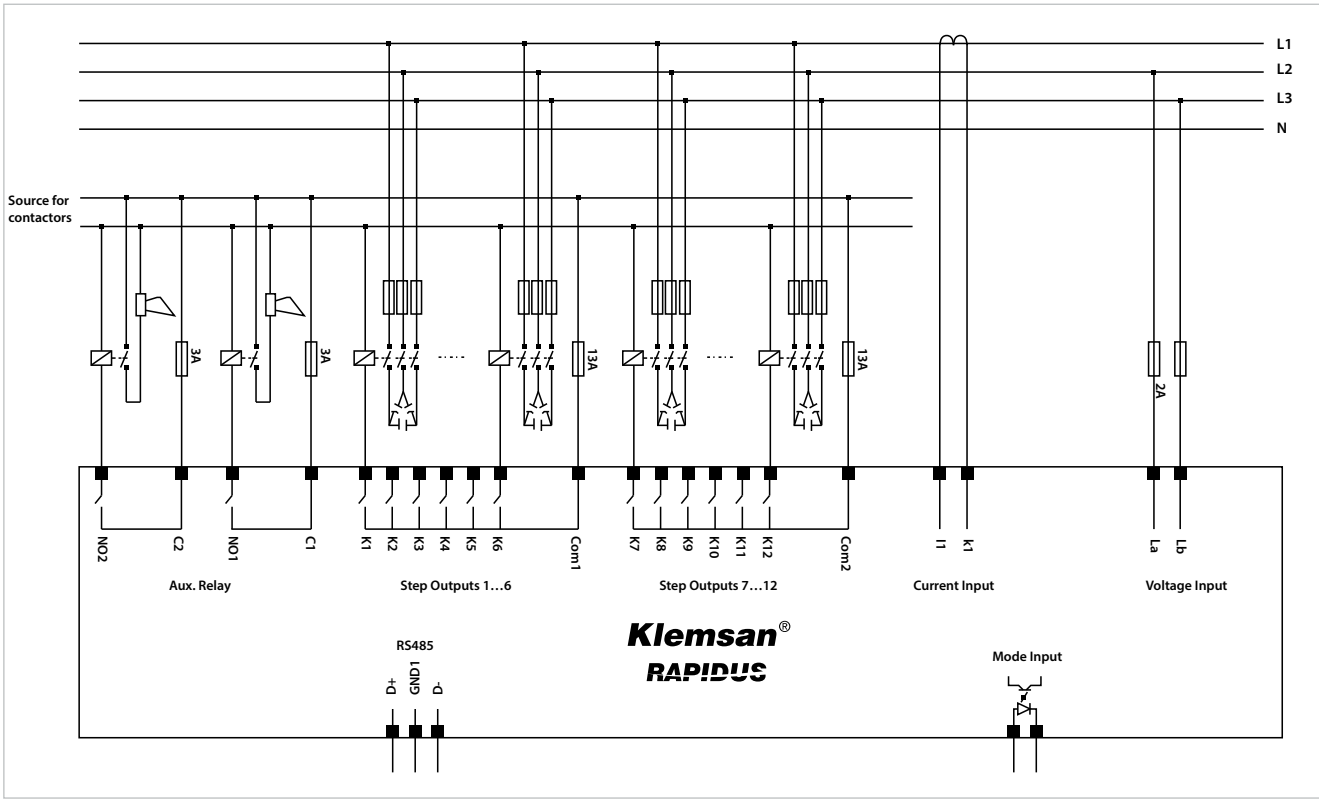 L1
L2
L3
N
Source for
contactors
3A
3A
13A
13A
2A
NO2
C2
NO1
C1
K1
K2
K3
K4
K5
K6
Com1
K7
K8
K9
K10
K11
K12
Com2
l1
k1
La
Lb
Aux. Relay
Step Outputs 1...6
Step Outputs 7...12
Current Input
Voltage Input
Klemsan®
RAPIDUS
RS485
D+
GND1
D-
Mode Input